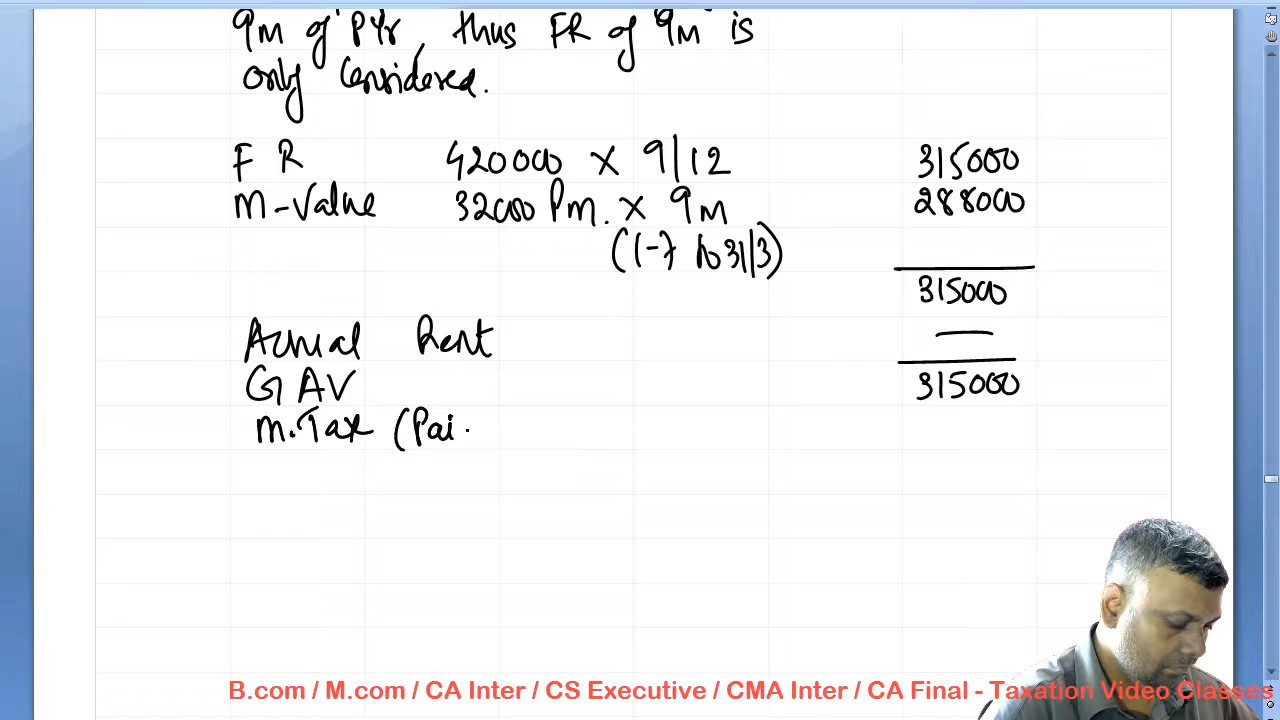 9m of PYr, thus FR of "9m" is
only considered.
F R 420000 X 9/12 315000
M-Value 32000 Pm. X 9m 288000
(1-7 to 31/3)
315000
Actual Rent —
GAV 315000
m.Tax (Pai
B.com / M.com / CA Inter / CS Executive / CMA Inter / CA Final - Taxation Video Classes